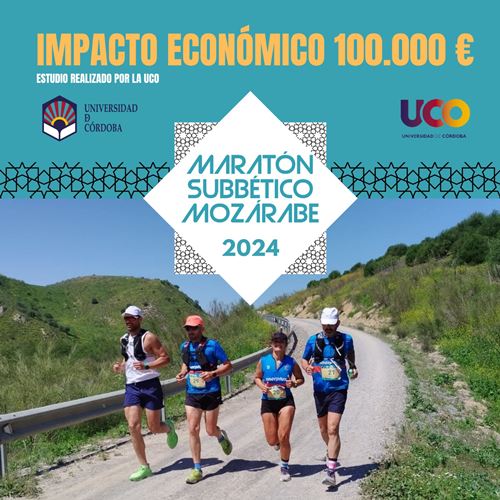 IMPACTO ECONÓMICO 100.000 €
ESTUDIO REALIZADO POR LA UCO
UNIVERSIDAD
D
CÓRDOBA
UCO
UNIVERSIDAD DE CÓRDOBA
MARATÓN
SUBBÉTICO
MOZÁRABE
2024